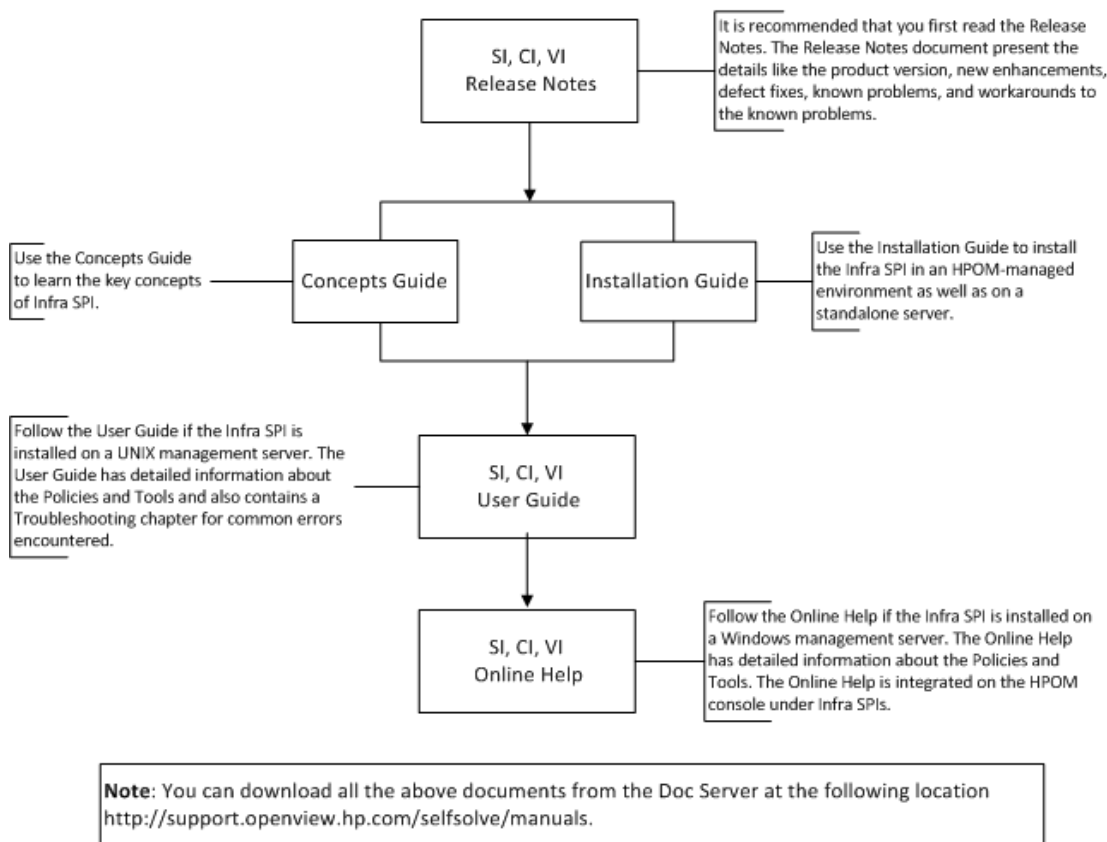 SI, CI, VI
Release Notes
It is recommended that you first read the Release
Notes. The Release Notes document present the
details like the product version, new enhancements,
defect fixes, known problems, and workarounds to
the known problems.
Use the Concepts Guide
to learn the key concepts
of Infra SPI.
Concepts Guide
Installation Guide
Use the Installation Guide to install
the Infra SPI in an HPOM-managed
environment as well as on a
standalone server.
Follow the User Guide if the Infra SPI is
installed on a UNIX management server. The
User Guide has detailed information about
the Policies and Tools and also contains a
Troubleshooting chapter for common errors
encountered.
SI, CI, VI
User Guide
SI, CI, VI
Online Help
Follow the Online Help if the Infra SPI is installed on
a Windows management server. The Online Help
has detailed information about the Policies and
Tools. The Online Help is integrated on the HPOM
console under Infra SPIs.
Note: You can download all the above documents from the Doc Server at the following location
http://support.openview.hp.com/selfsolve/manuals.